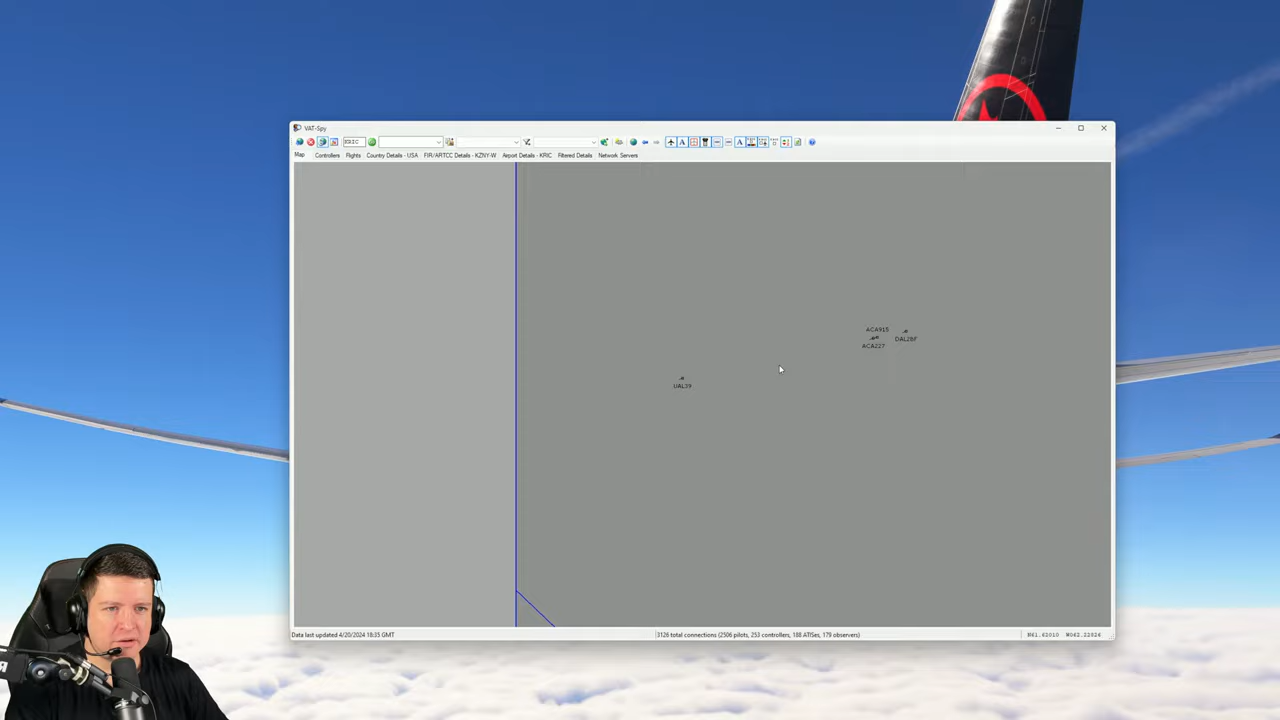 VAT-Spy
KRIC
Map Controllers Flights Country Details - USA FIR/ARTCC Details - KZNY-W Airport Details - KRIC Filtered Details Network Servers
ACA915
DAL28F
ACA227
UAL39
Data last updated 4/20/2024 18:35 GMT 3126 total connections (2506 pilots, 253 controllers, 188 ATISes, 179 observers)